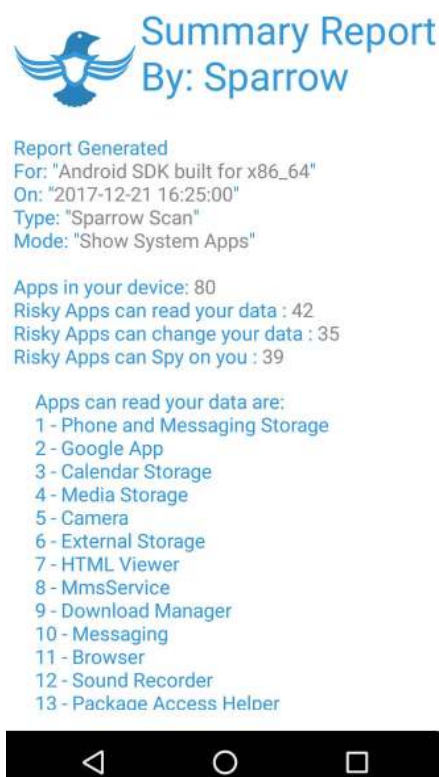 Summary Report
By: Sparrow
Report Generated
For: "Android SDK built for x86_64"
On: "2017-12-21 16:25:00"
Type: "Sparrow Scan"
Mode: "Show System Apps"
Apps in your device: 80
Risky Apps can read your data : 42
Risky Apps can change your data : 35
Risky Apps can Spy on you : 39
Apps can read your data are:
1 - Phone and Messaging Storage
2 - Google App
3 - Calendar Storage
4 - Media Storage
5 - Camera
6 - External Storage
7 - HTML Viewer
8 - MmsService
9 - Download Manager
10 - Messaging
11 - Browser
12 - Sound Recorder
13 - Package Access Helper